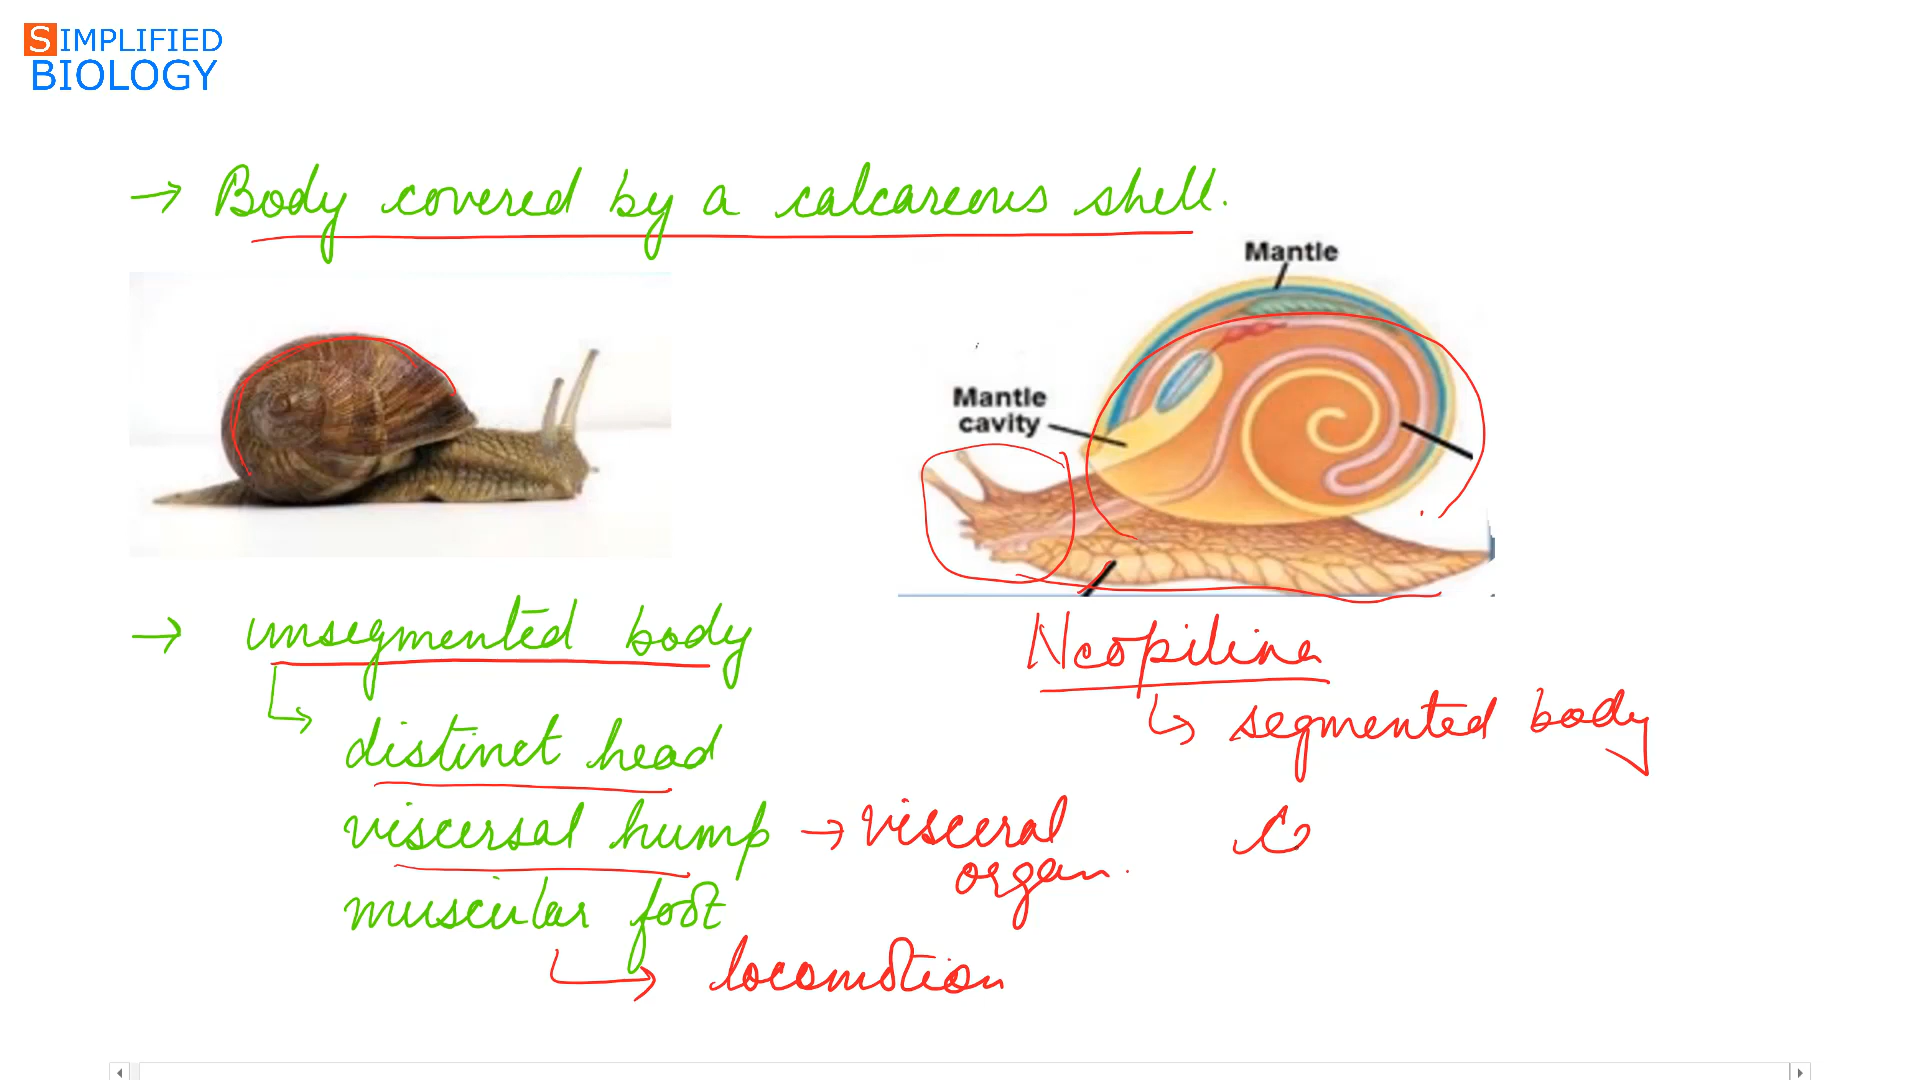 SIMPLIFIED
BIOLOGY
→ Body covered by a calcareous shell.
Mantle
Mantle
cavity
→ unsegmented body
Neopilina
↳ segmented body
↳ distinct head
viscersal hump → visceral
organ.
muscular foot
↳ locomotion